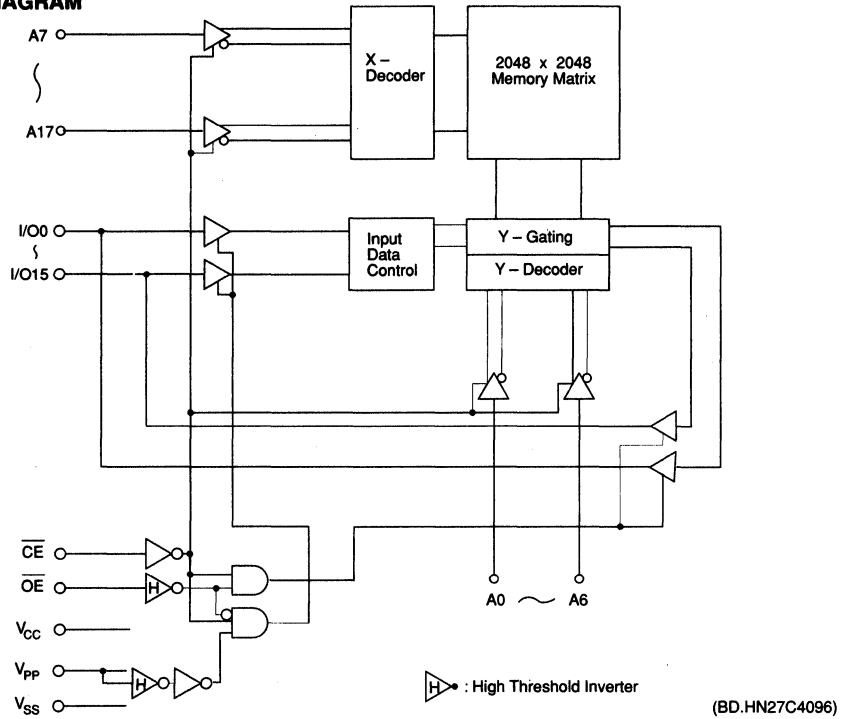 A7
X –
Decoder
2048 x 2048
Memory Matrix
A17
I/O0
I/O15
Input
Data
Control
Y – Gating
Y – Decoder
CE
OE
VCC
VPP
VSS
H
H
A0
A6
H : High Threshold Inverter
(BD.HN27C4096)